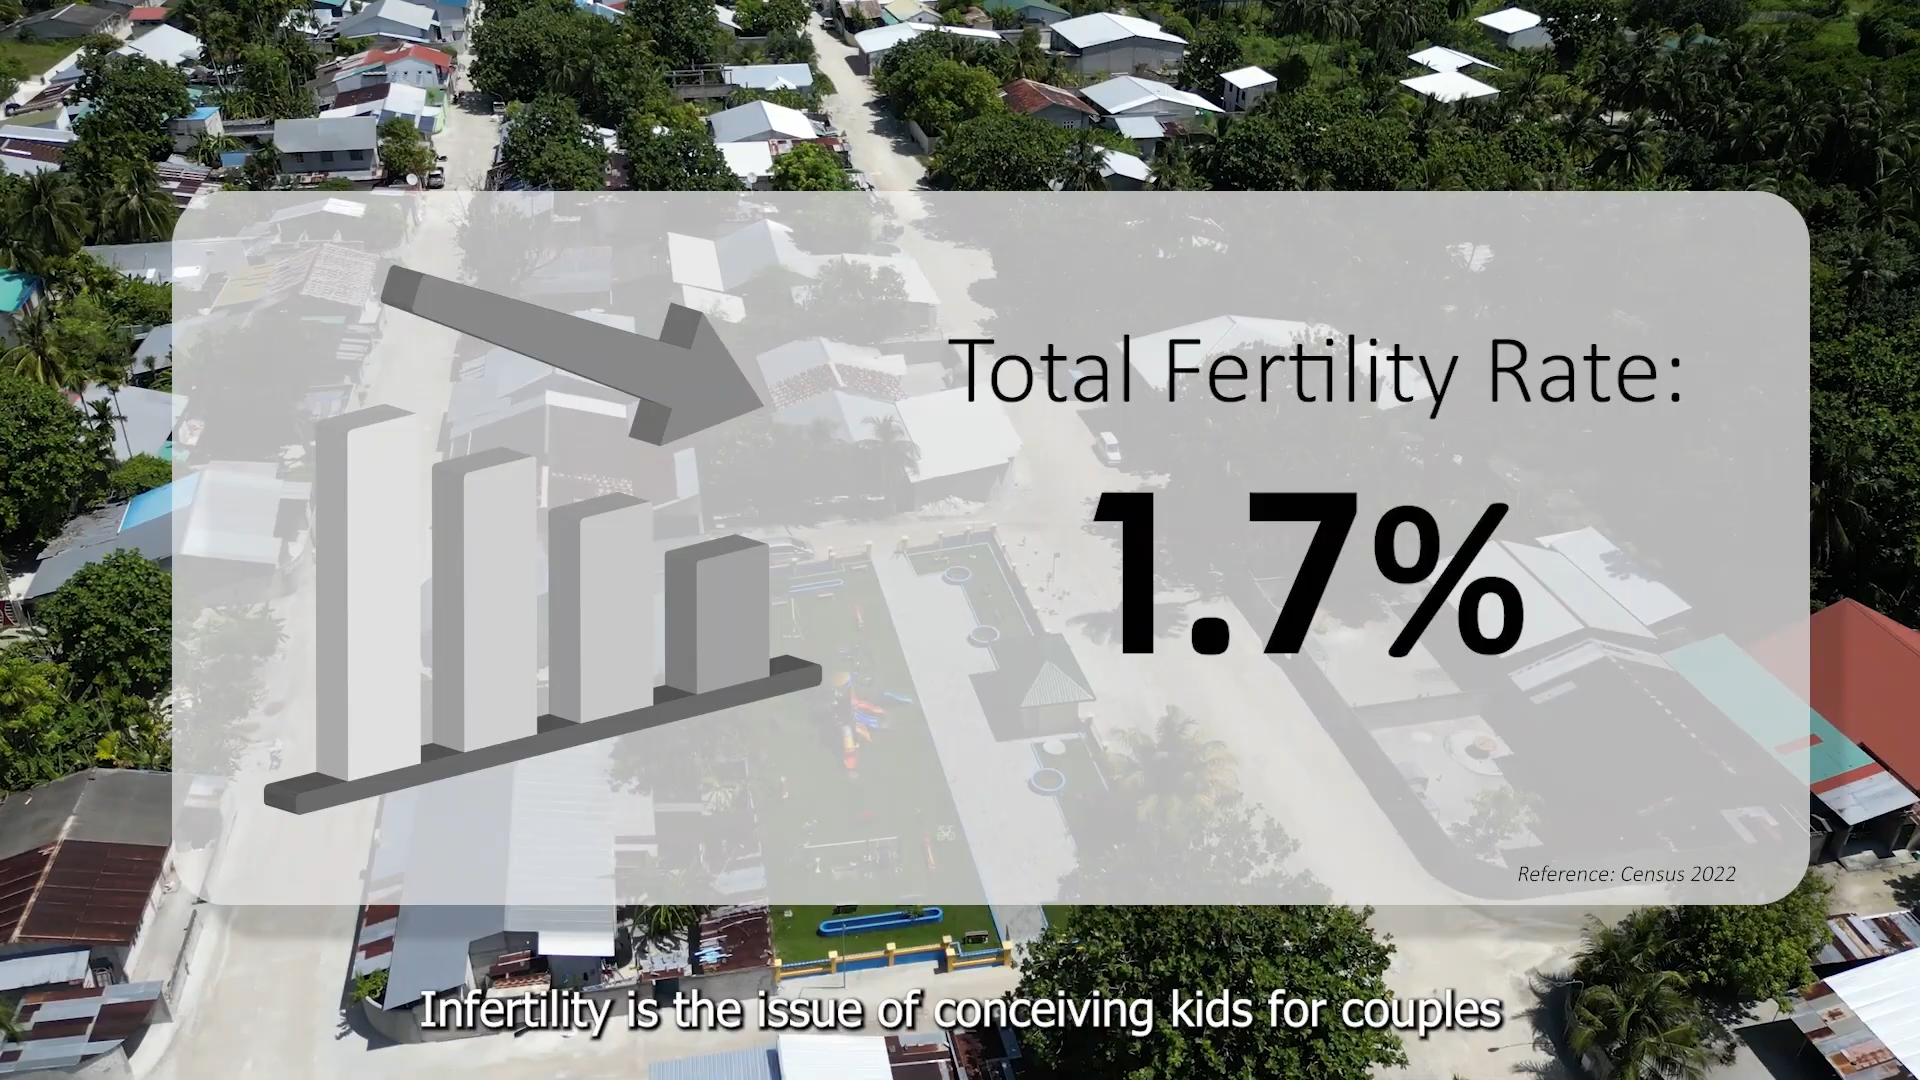 Total Fertility Rate:
1.7%
Reference: Census 2022
Infertility is the issue of conceiving kids for couples